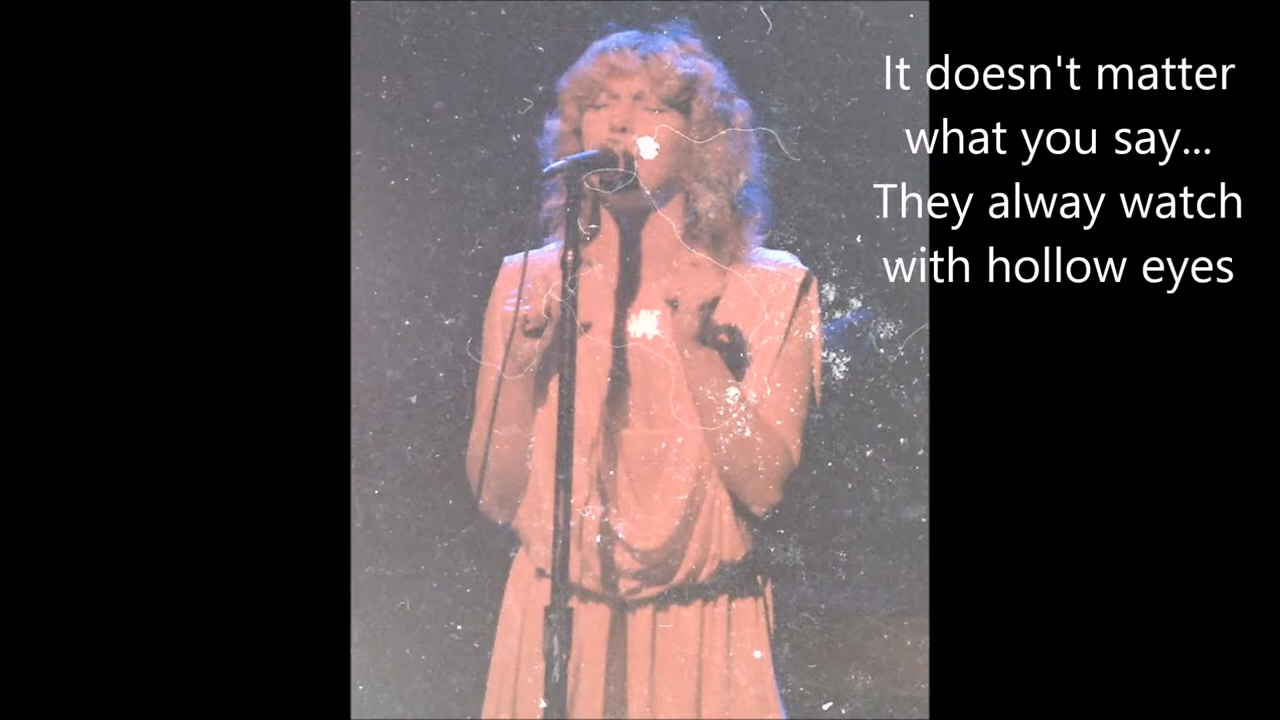 It doesn't matter
what you say...
They alway watch
with hollow eyes